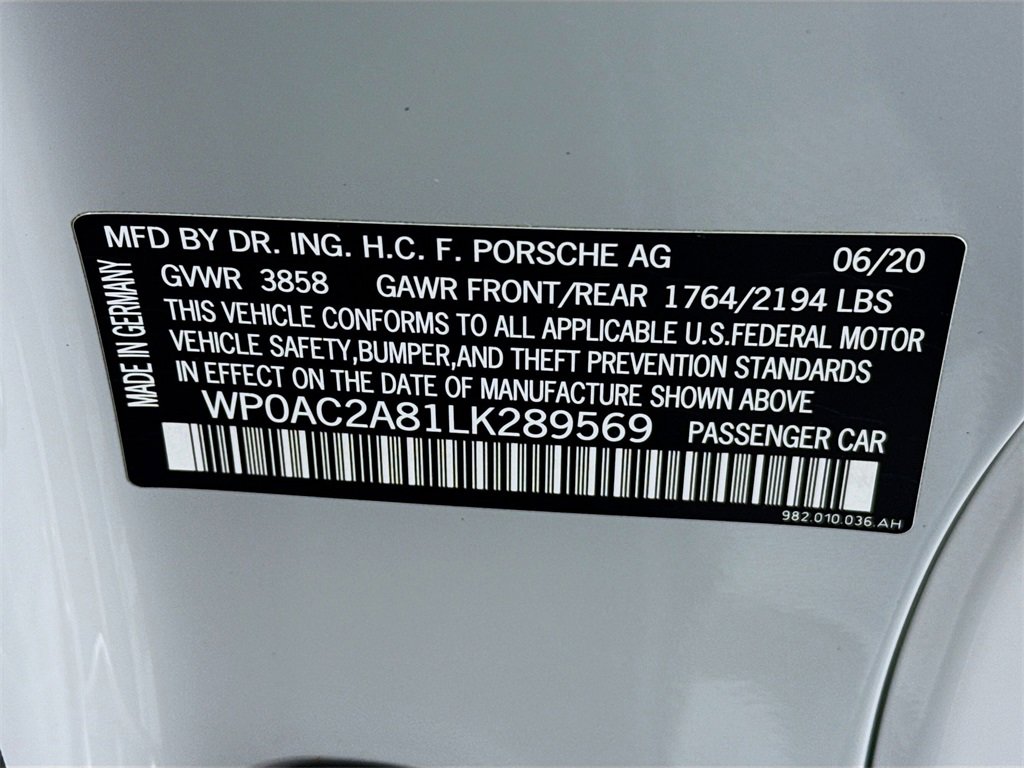 MFD BY DR. ING. H.C. F. PORSCHE AG 06/20
GVWR 3858 GAWR FRONT/REAR 1764/2194 LBS
THIS VEHICLE CONFORMS TO ALL APPLICABLE U.S.FEDERAL MOTOR
VEHICLE SAFETY,BUMPER,AND THEFT PREVENTION STANDARDS
IN EFFECT ON THE DATE OF MANUFACTURE SHOWN ABOVE
WP0AC2A81LK289569 PASSENGER CAR
982.010.036.AH
MADE IN GERMANY